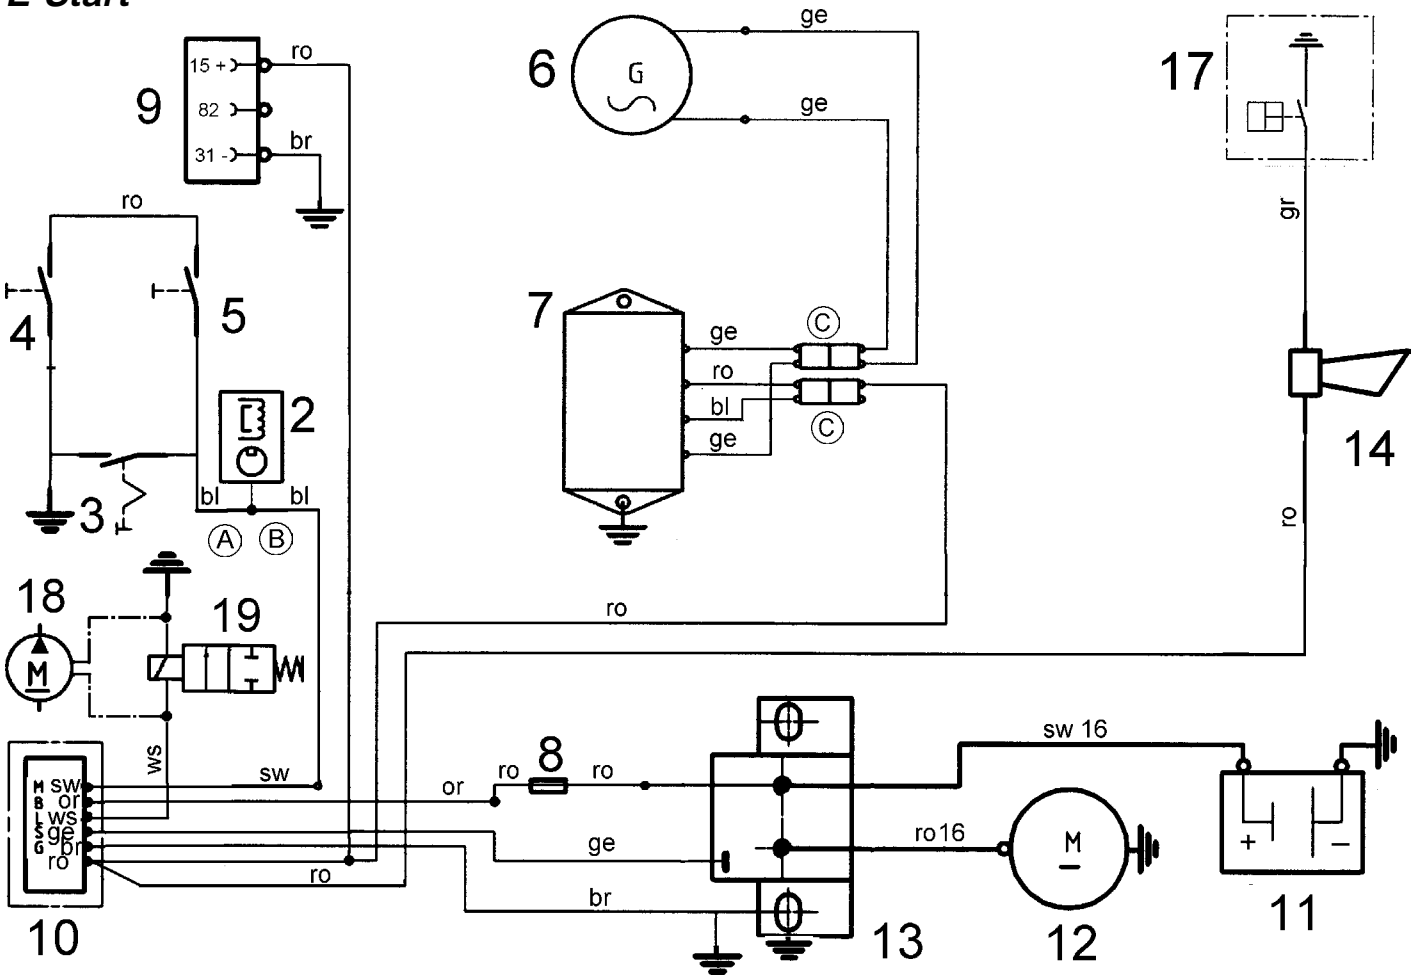 E-Start
ge
ro
15 +
6
G
17
9
82
ge
br
31 -
ro
gr
4
5
7
C
ge
ro
2
bl
C
14
ge
3
bl
bl
A
B
ro
18
19
ro
M
8
sw 16
ws
sw
ro
ro
or
M sw
B or
L ws
S ge
G br
ro
ro16
M
+
−
ge
ro
br
10
13
12
11